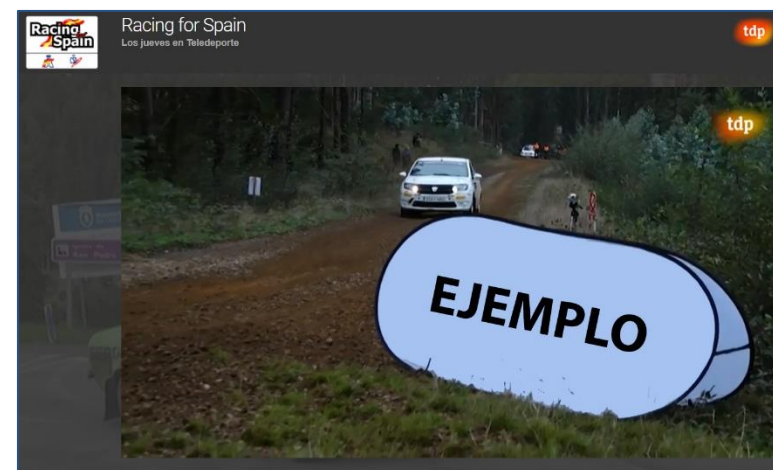 Racing
Spain
Racing for Spain
Los jueves en Teledeporte
tdp
tdp
EJEMPLO